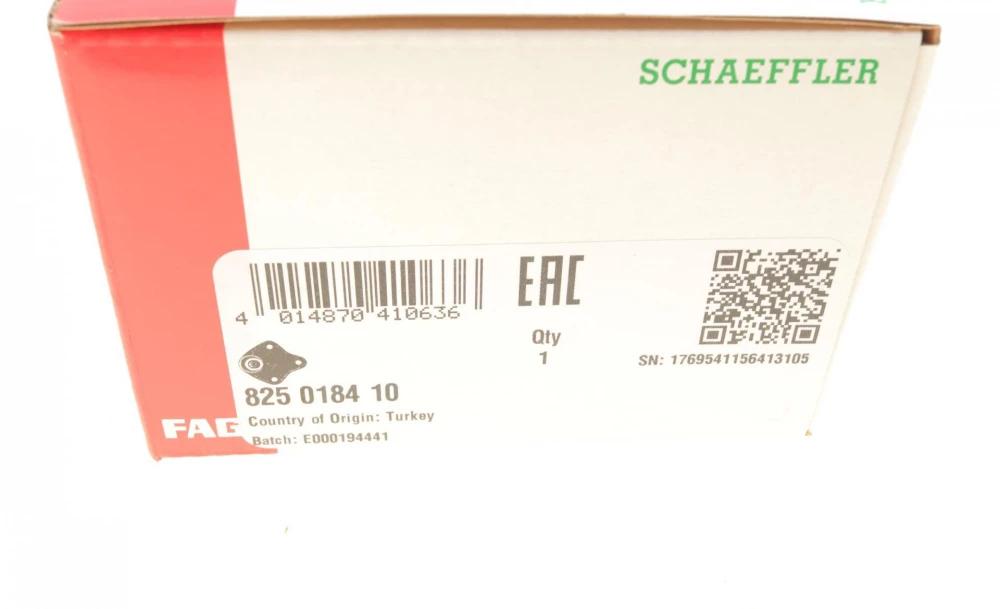 SCHAEFFLER
4 014870 410636
EAC
Qty
1
SN: 1769541156413105
825 0184 10
Country of Origin: Turkey
Batch: E000194441
FAG